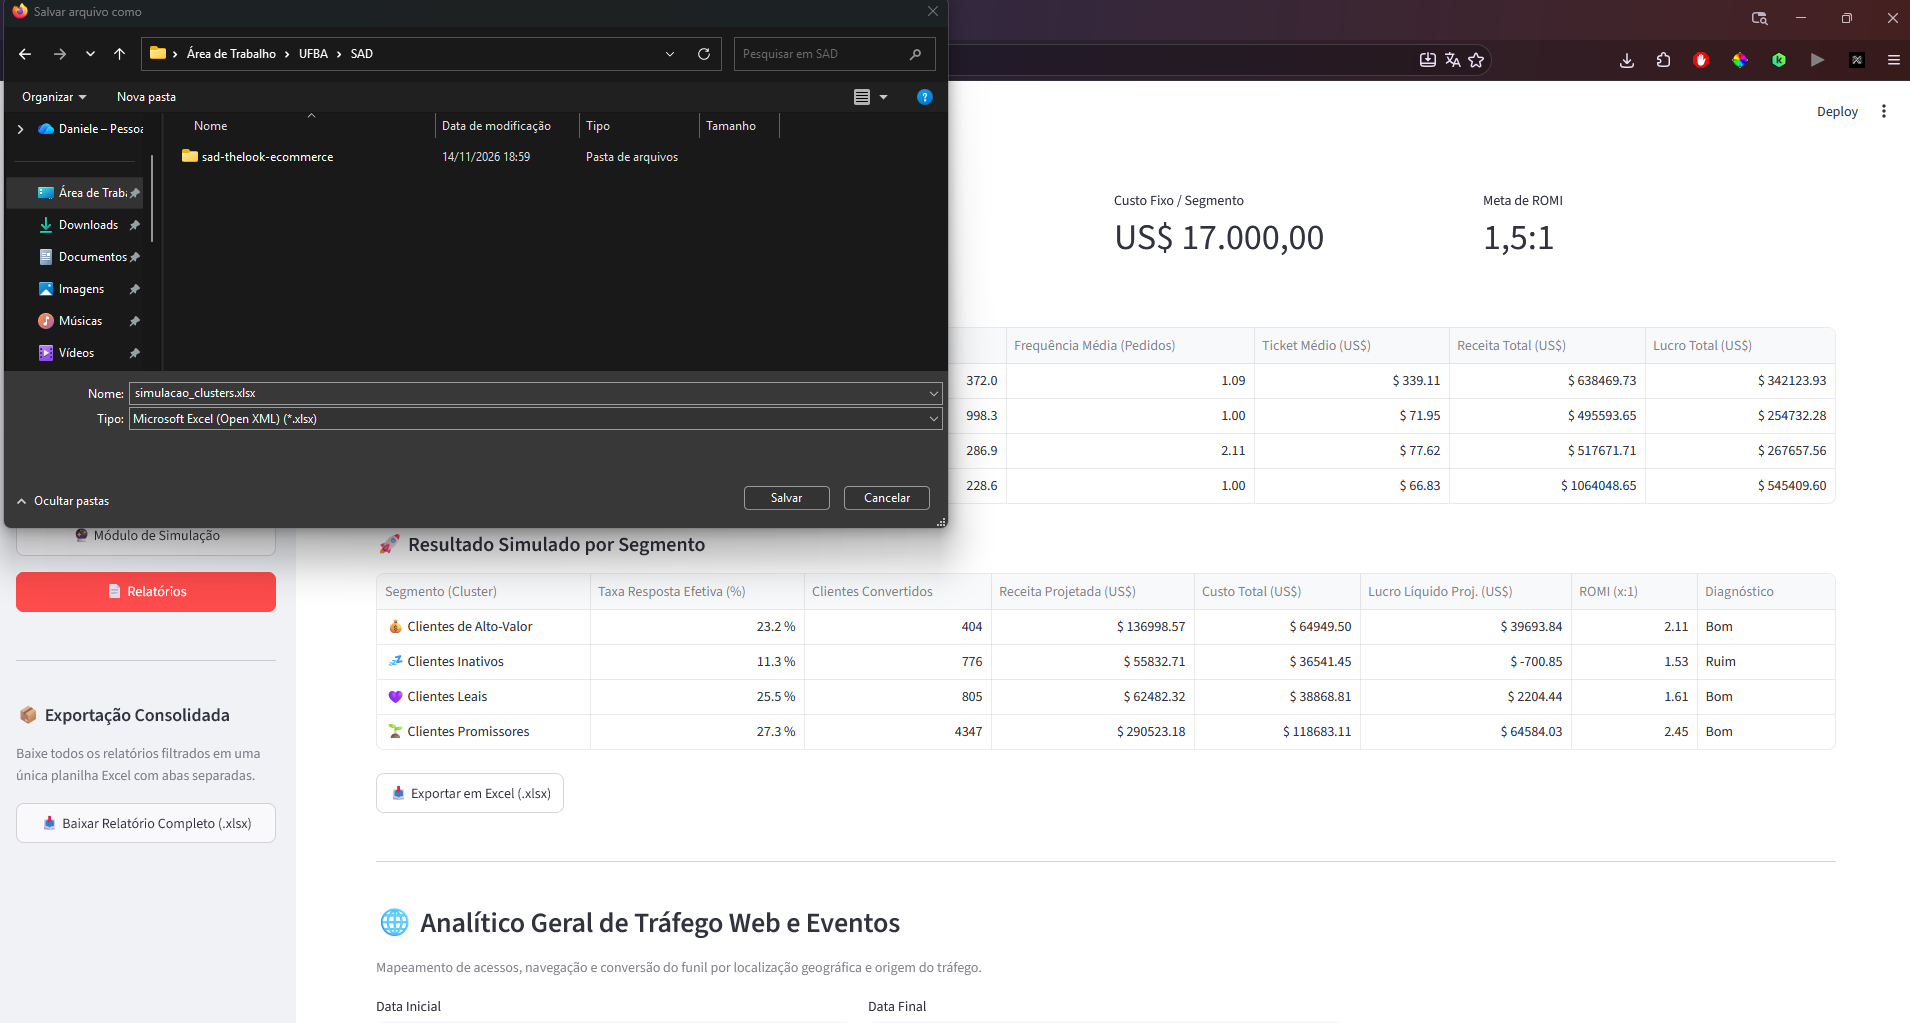 Salvar arquivo como
Área de Trabalho > UFBA > SAD
Pesquisar em SAD
Organizar
Nova pasta
Daniele – Pessoa
Nome
Data de modificação
Tipo
Tamanho
sad-thelook-ecommerce
14/11/2026 18:59
Pasta de arquivos
Área de Traba
Downloads
Documentos
Imagens
Músicas
Vídeos
Nome: simulacao_clusters.xlsx
Tipo: Microsoft Excel (Open XML) (*.xlsx)
Ocultar pastas
Salvar
Cancelar
Deploy
Custo Fixo / Segmento
US$ 17.000,00
Meta de ROMI
1,5:1
Frequência Média (Pedidos) Ticket Médio (US$) Receita Total (US$) Lucro Total (US$)
372.0 1.09 $ 339.11 $ 638469.73 $ 342123.93
998.3 1.00 $ 71.95 $ 495593.65 $ 254732.28
286.9 2.11 $ 77.62 $ 517671.71 $ 267657.56
228.6 1.00 $ 66.83 $ 1064048.65 $ 545409.60
Módulo de Simulação
Relatórios
Exportação Consolidada
Baixe todos os relatórios filtrados em uma
única planilha Excel com abas separadas.
Baixar Relatório Completo (.xlsx)
Resultado Simulado por Segmento
Segmento (Cluster) Taxa Resposta Efetiva (%) Clientes Convertidos Receita Projetada (US$) Custo Total (US$) Lucro Líquido Proj. (US$) ROMI (x:1) Diagnóstico
Clientes de Alto-Valor 23.2 % 404 $ 136998.57 $ 64949.50 $ 39693.84 2.11 Bom
Clientes Inativos 11.3 % 776 $ 55832.71 $ 36541.45 $ -700.85 1.53 Ruim
Clientes Leais 25.5 % 805 $ 62482.32 $ 38868.81 $ 2204.44 1.61 Bom
Clientes Promissores 27.3 % 4347 $ 290523.18 $ 118683.11 $ 64584.03 2.45 Bom
Exportar em Excel (.xlsx)
Analítico Geral de Tráfego Web e Eventos
Mapeamento de acessos, navegação e conversão do funil por localização geográfica e origem do tráfego.
Data Inicial
Data Final